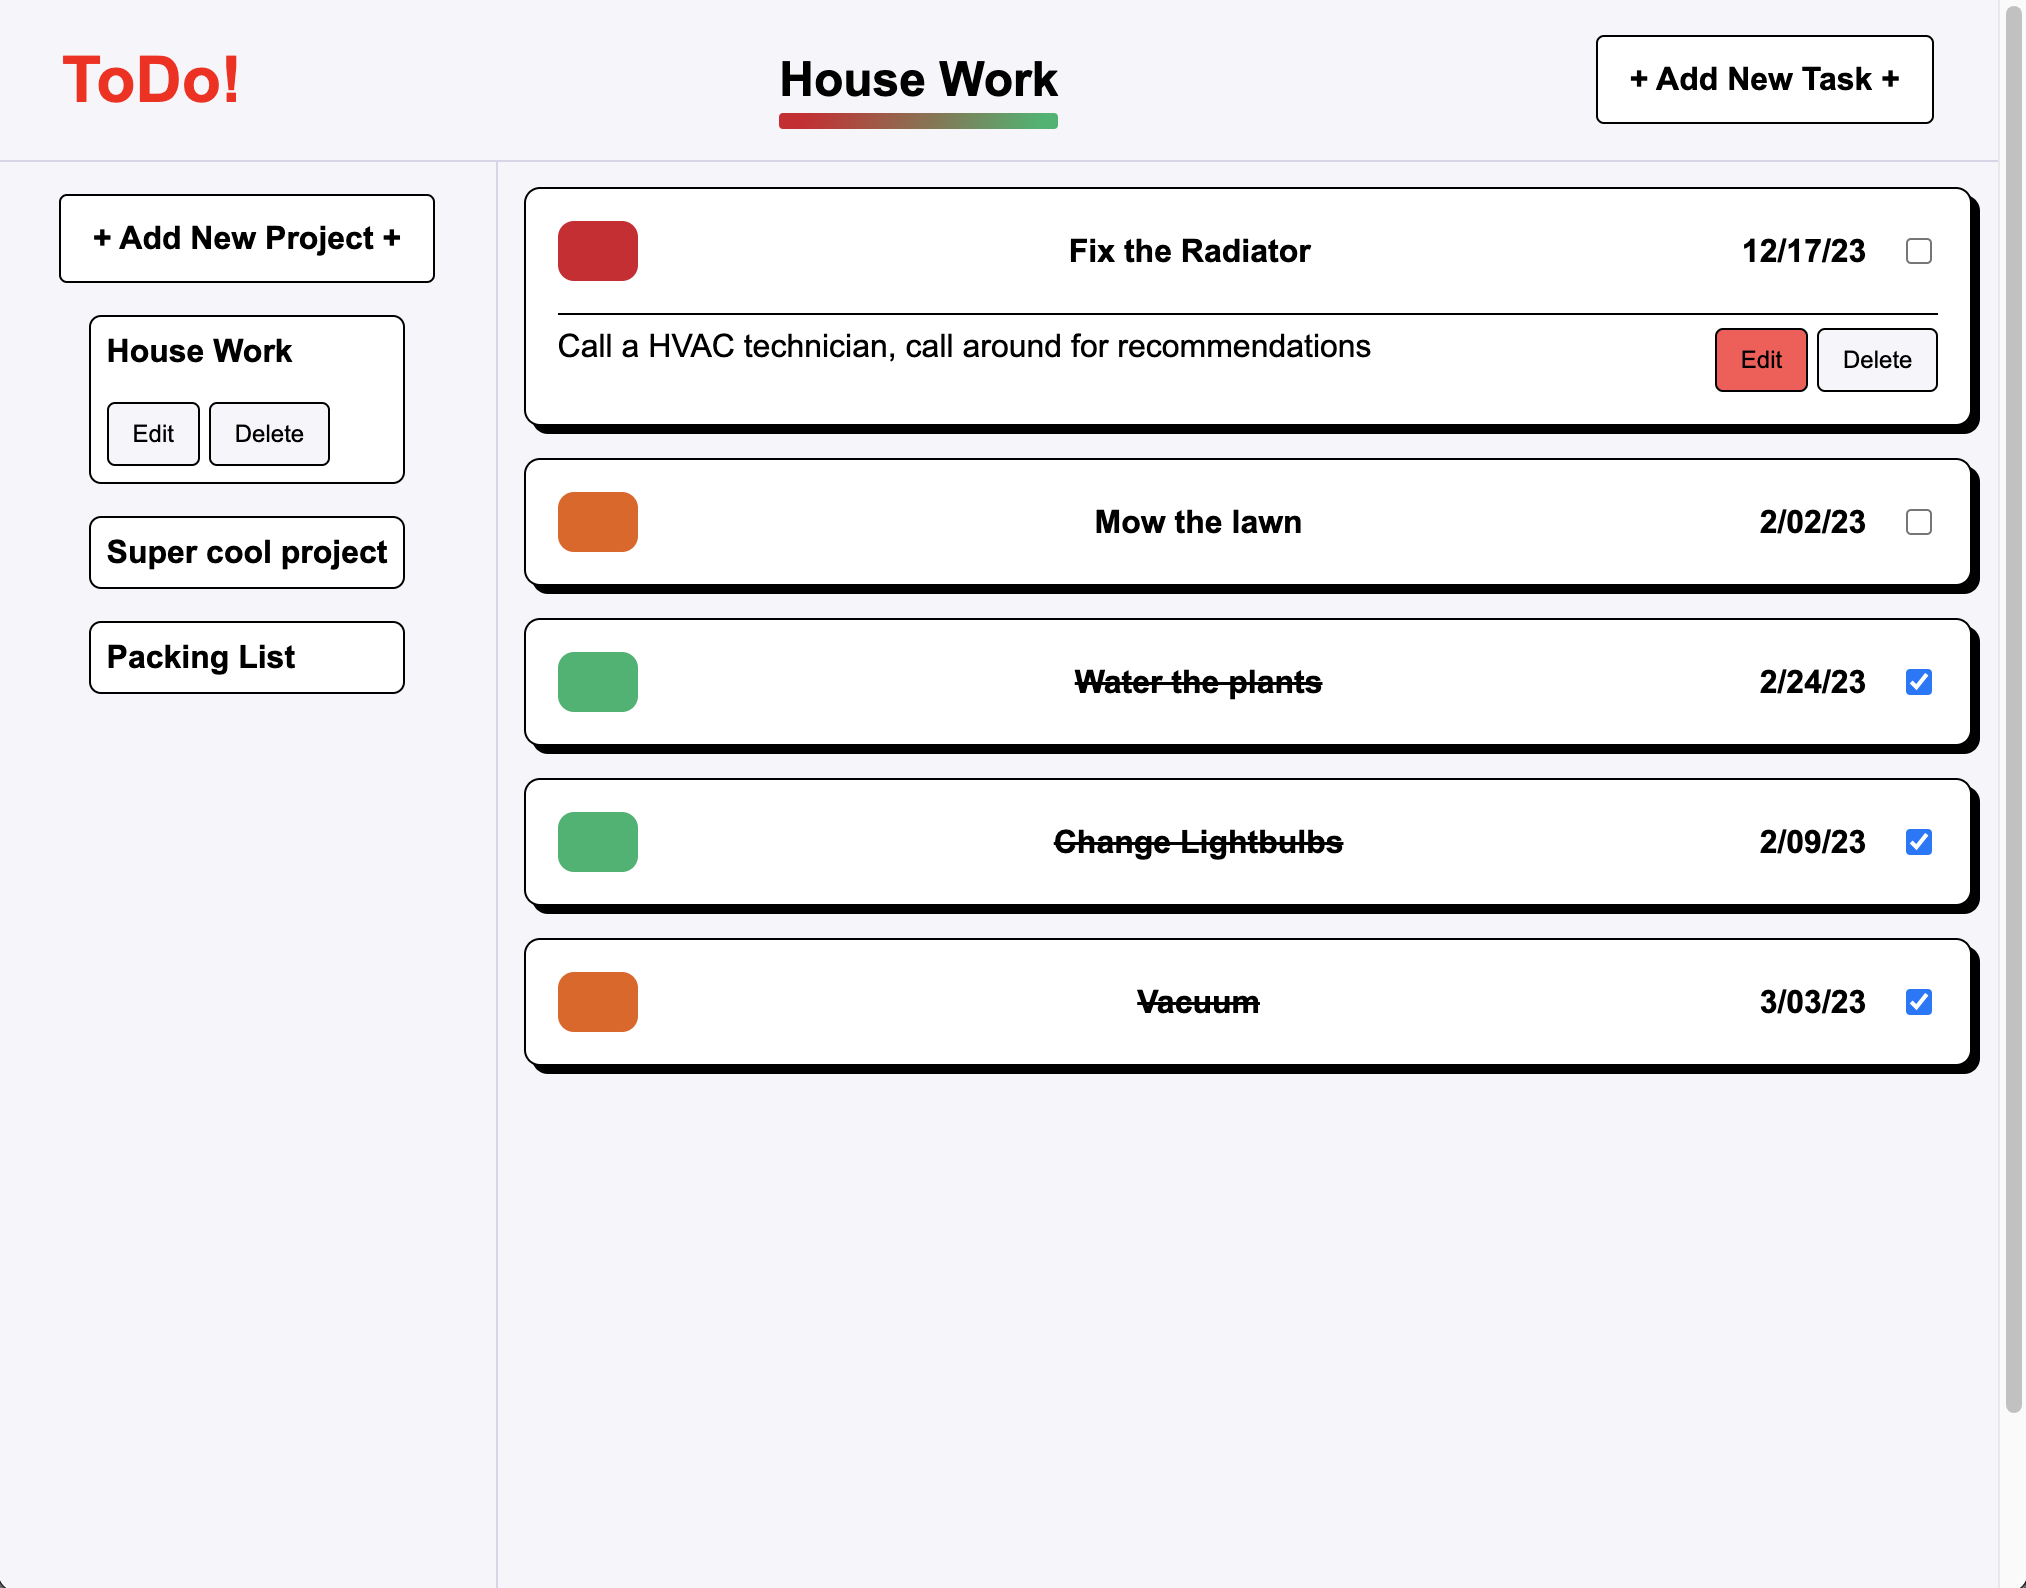 ToDo!
House Work
+ Add New Task +
+ Add New Project +
House Work
Edit Delete
Super cool project
Packing List
Fix the Radiator 12/17/23
Call a HVAC technician, call around for recommendations Edit Delete
Mow the lawn 2/02/23
Water the plants 2/24/23
Change Lightbulbs 2/09/23
Vacuum 3/03/23